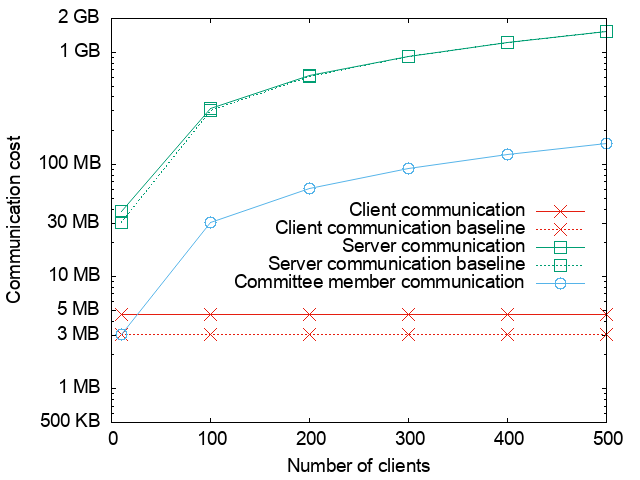 2 GB
1 GB
100 MB
30 MB
10 MB
5 MB
3 MB
1 MB
500 KB
Communication cost
Client communication
Client communication baseline
Server communication
Server communication baseline
Committee member communication
0 100 200 300 400 500
Number of clients